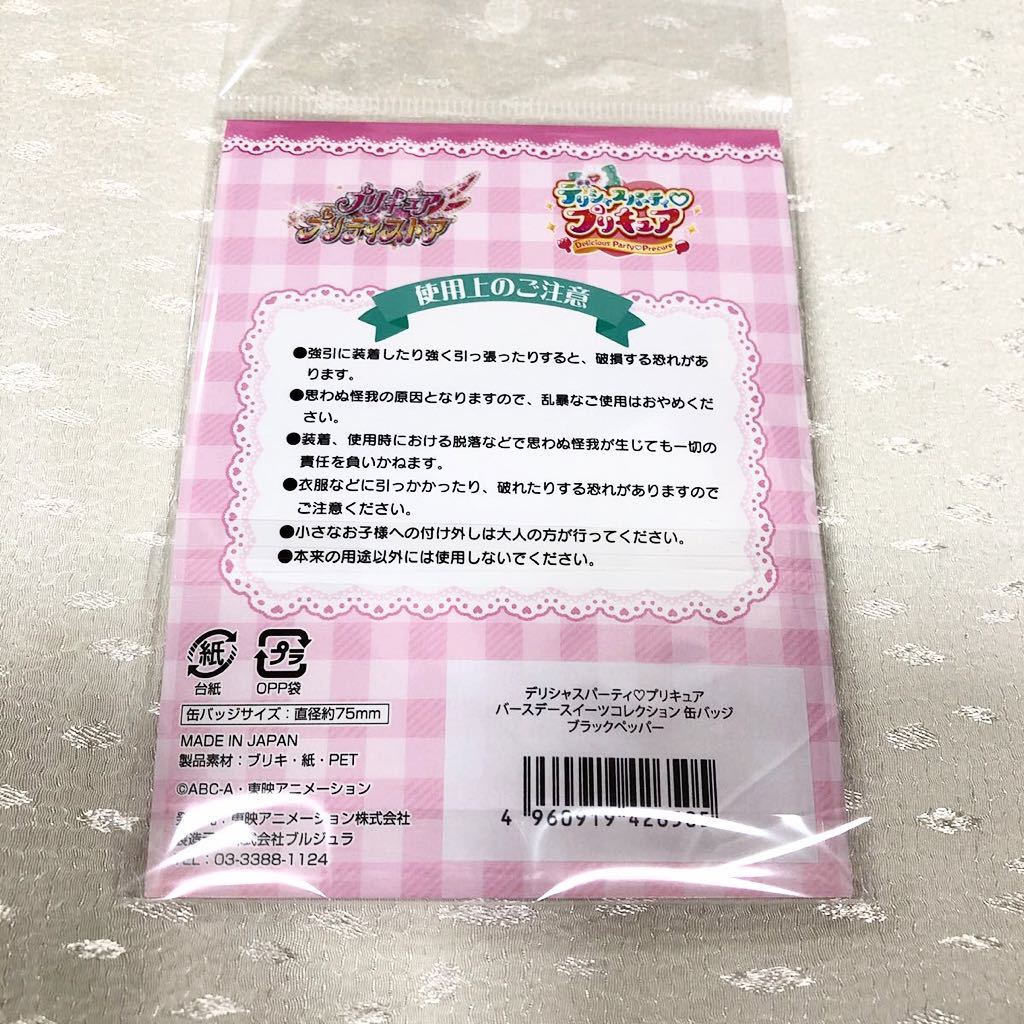 プリキュア
プリティストア
デリシャスパーティ♡
プリキュア
Delicious Party♡Precure
使用上のご注意
●強引に装着したり強く引っ張ったりすると、破損する恐れがあ
ります。
●思わぬ怪我の原因となりますので、乱暴なご使用はおやめくだ
さい。
●装着、使用時における脱落などで思わぬ怪我が生じても一切の
責任を負いかねます。
●衣服などに引っかかったり、破れたりする恐れがありますので
ご注意ください。
●小さなお子様への付け外しは大人の方が行ってください。
●本来の用途以外には使用しないでください。
紙
台紙
プラ
OPP袋
缶バッジサイズ：直径約75mm
MADE IN JAPAN
製品素材：ブリキ・紙・PET
©ABC-A・東映アニメーション
東映アニメーション株式会社
製造元：株式会社ブルジュラ
TEL：03-3388-1124
デリシャスパーティ♡プリキュア
バースデースイーツコレクション 缶バッジ
ブラックペッパー
4 960919